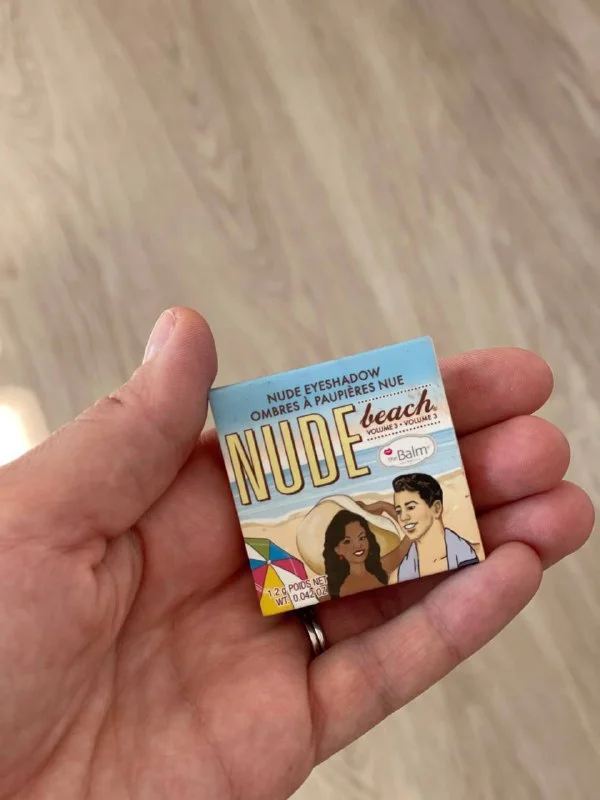 NUDE EYESHADOW
OMBRES À PAUPIÈRES NUE
NUDE beach®
VOLUME 3 • VOLUME 3
theBalm®
1.2 g POIDS NET
WT. 0.042 OZ